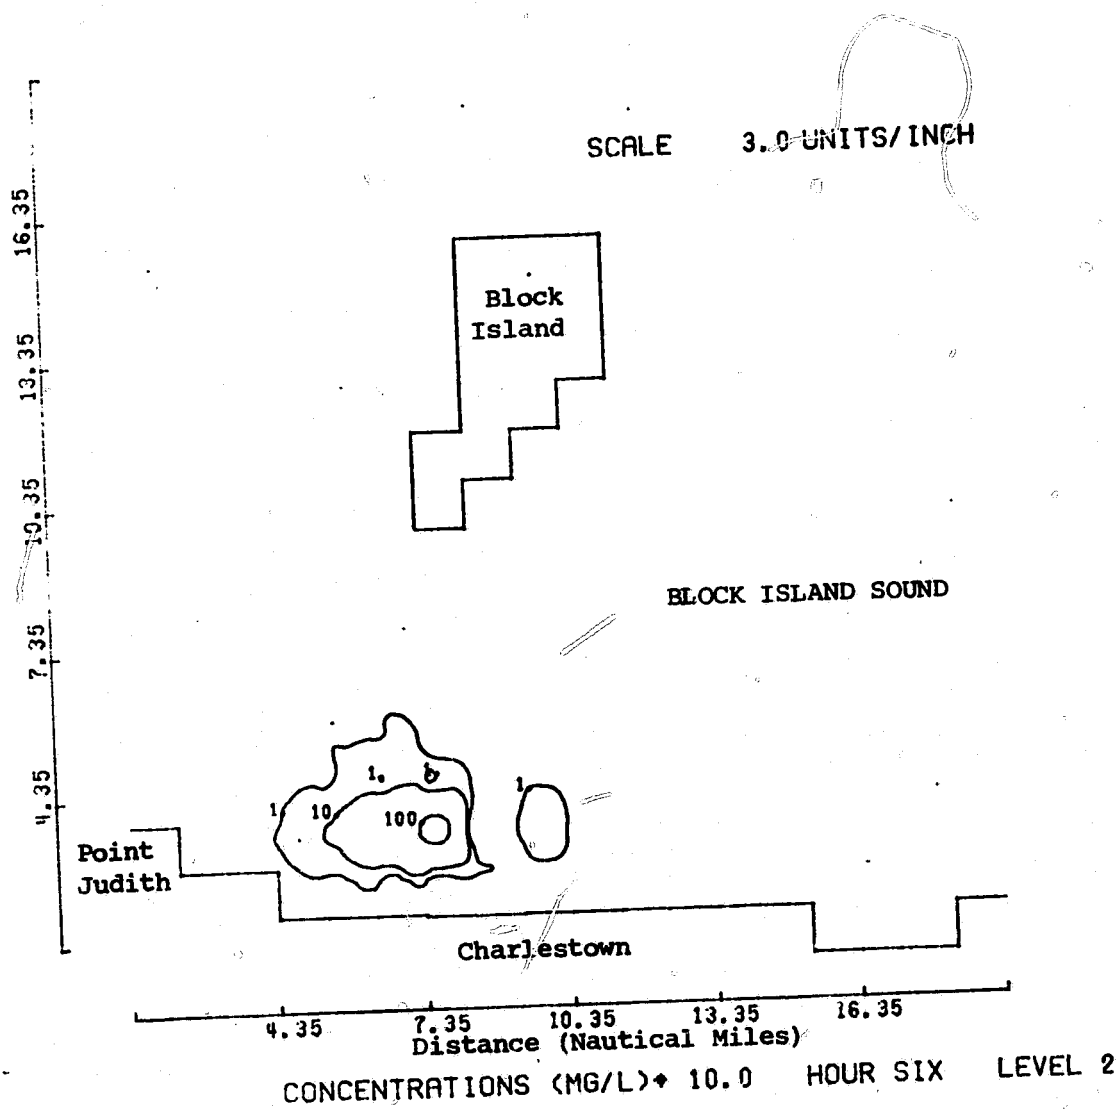 SCALE 3.0 UNITS/INCH
16.35
Block
Island
13.35
10.35
BLOCK ISLAND SOUND
7.35
4.35
1.
1
1
10
100
Point
Judith
Charlestown
4.35 7.35 10.35 13.35 16.35
Distance (Nautical Miles)
CONCENTRATIONS (MG/L)* 10.0 HOUR SIX LEVEL 2